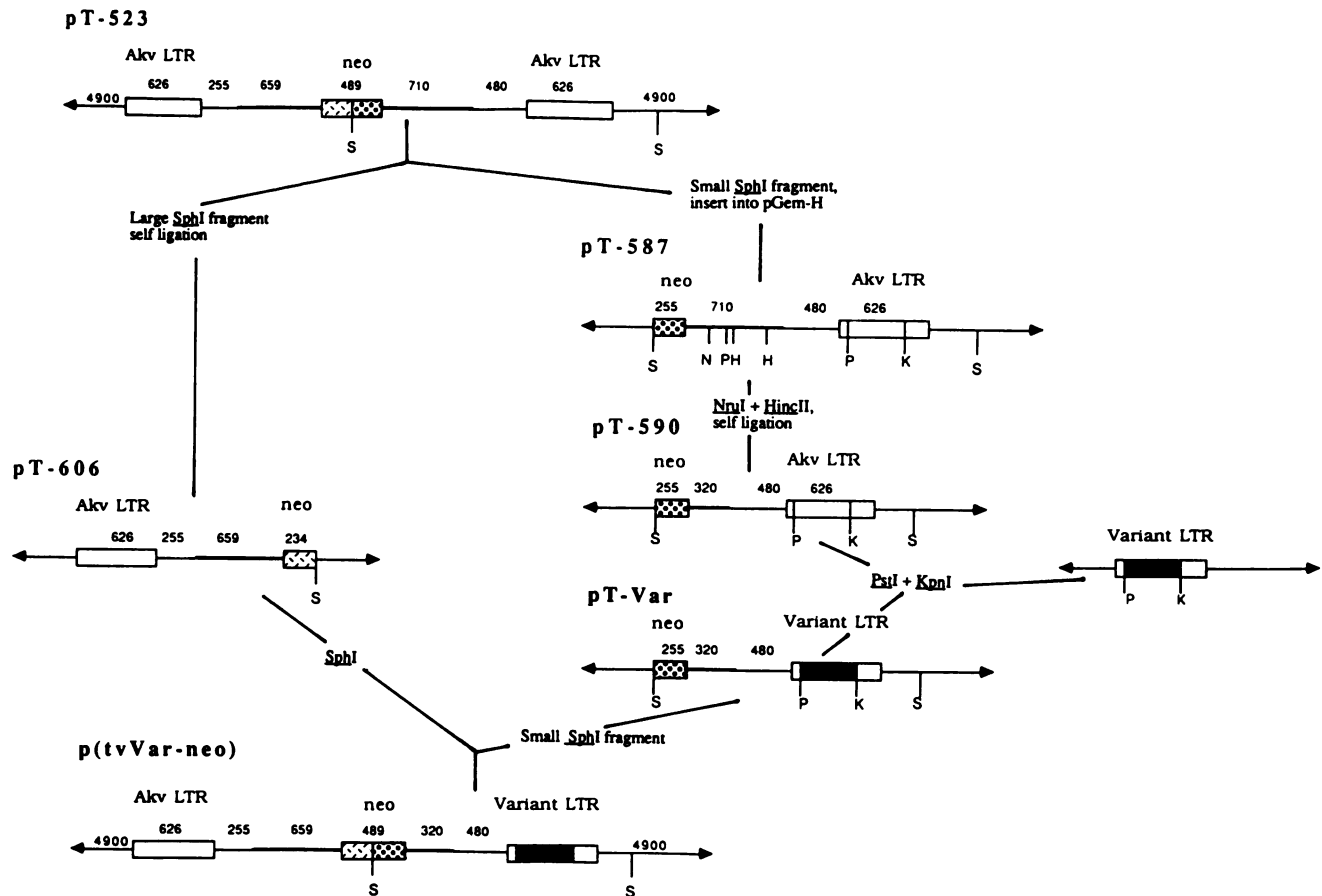 pT-523
Akv LTR neo Akv LTR
4900 626 255 659 489 710 480 626 4900
S S
Large SphI fragment
self ligation
Small SphI fragment,
insert into pGem-H
pT-587
neo Akv LTR
255 710 480 626
S N P H H P K S
NruI + HincII,
self ligation
pT-590
neo Akv LTR
255 320 480 626
S P K S
pT-606
Akv LTR neo
626 255 659 234
S
Variant LTR
P K
PstI + KpnI
pT-Var
neo Variant LTR
255 320 480
S P K S
SphI
Small SphI fragment
p(tvVar-neo)
Akv LTR neo Variant LTR
4900 626 255 659 489 320 480 4900
S S